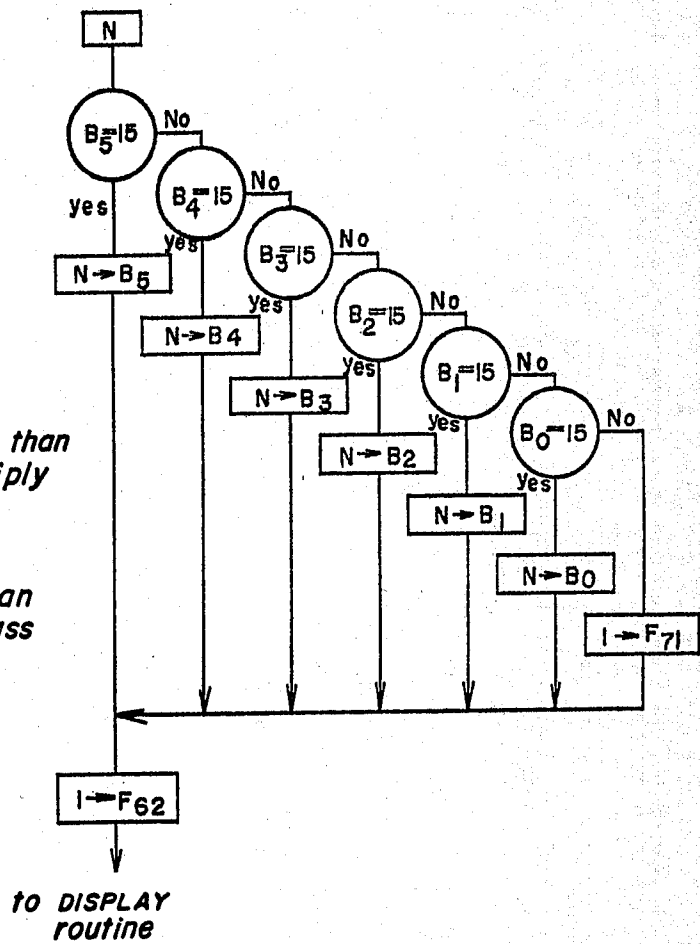 N
B5=15
No
yes
B4=15
No
yes
N→B5
B3=15
No
yes
N→B4
B2=15
No
yes
N→B3
B1=15
No
yes
N→B2
B0=15
No
yes
N→B1
N→B0
1→F71
than
iply
an
ass
1→F62
to DISPLAY
routine